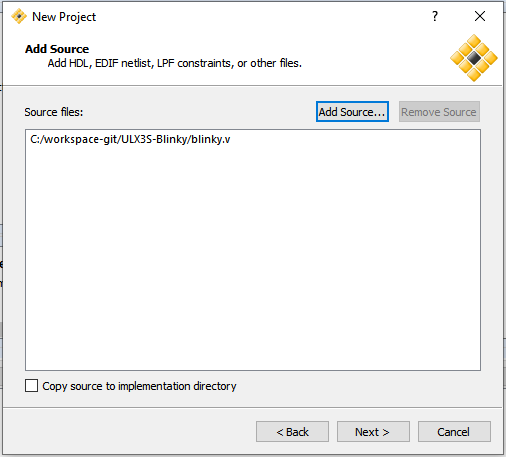 New Project
?
Add Source
Add HDL, EDIF netlist, LPF constraints, or other files.
Source files:
Add Source...
Remove Source
C:/workspace-git/ULX3S-Blinky/blinky.v
Copy source to implementation directory
< Back
Next >
Cancel